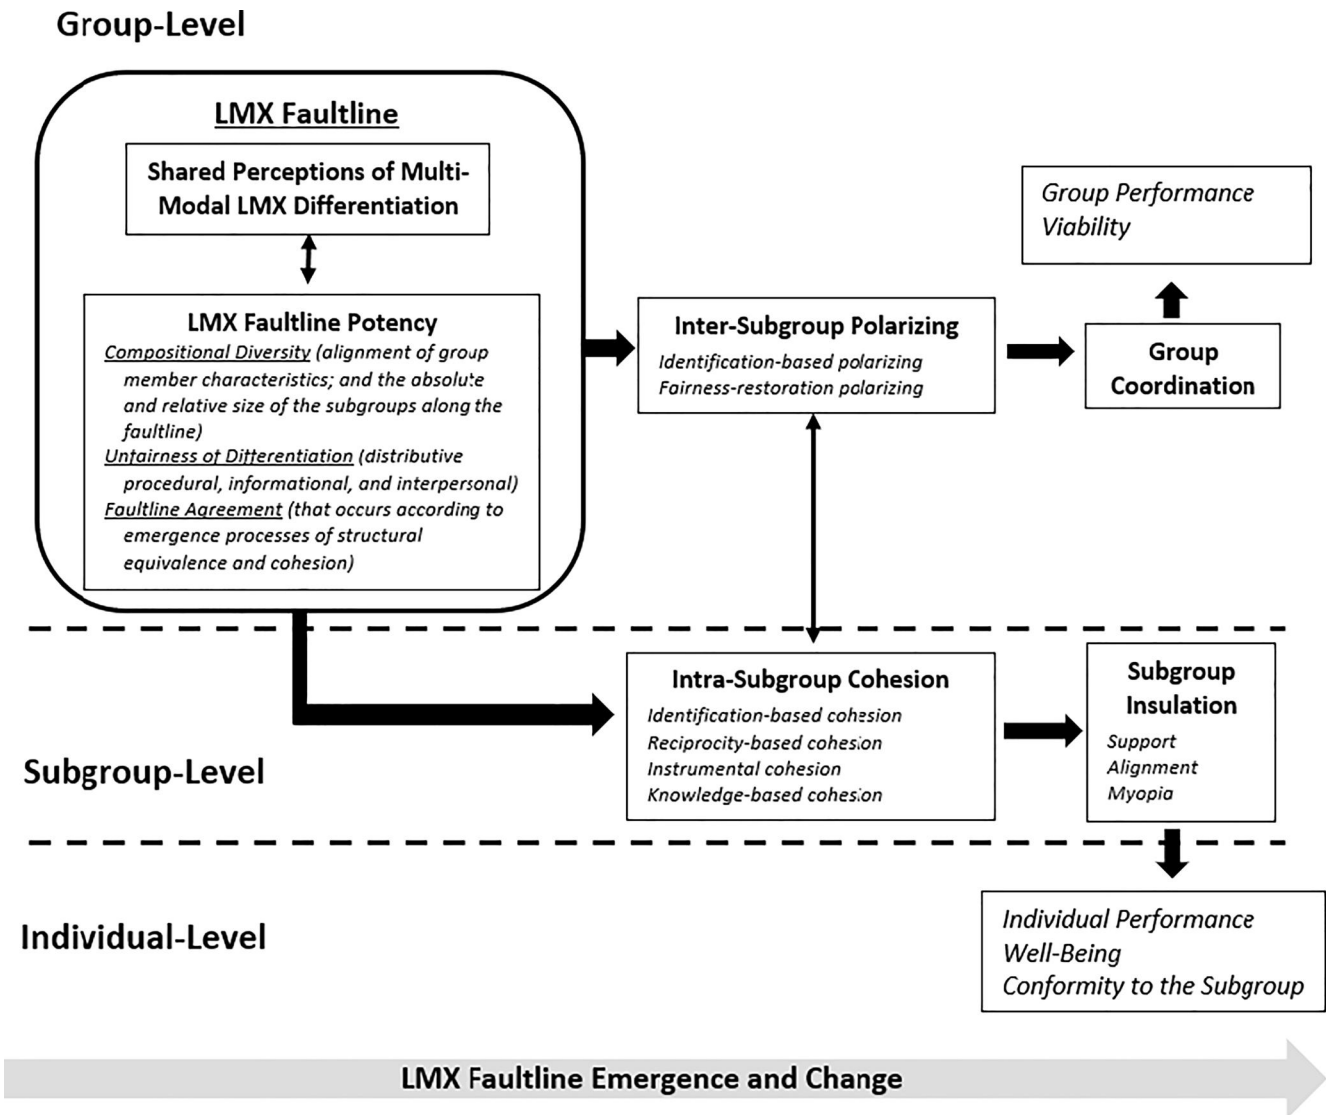 Group-Level
LMX Faultline
Shared Perceptions of Multi-
Modal LMX Differentiation
LMX Faultline Potency
Compositional Diversity (alignment of group
member characteristics; and the absolute
and relative size of the subgroups along the
faultline)
Unfairness of Differentiation (distributive
procedural, informational, and interpersonal)
Faultline Agreement (that occurs according to
emergence processes of structural
equivalence and cohesion)
Inter-Subgroup Polarizing
Identification-based polarizing
Fairness-restoration polarizing
Group
Coordination
Group Performance
Viability
Subgroup-Level
Intra-Subgroup Cohesion
Identification-based cohesion
Reciprocity-based cohesion
Instrumental cohesion
Knowledge-based cohesion
Subgroup
Insulation
Support
Alignment
Myopia
Individual-Level
Individual Performance
Well-Being
Conformity to the Subgroup
LMX Faultline Emergence and Change